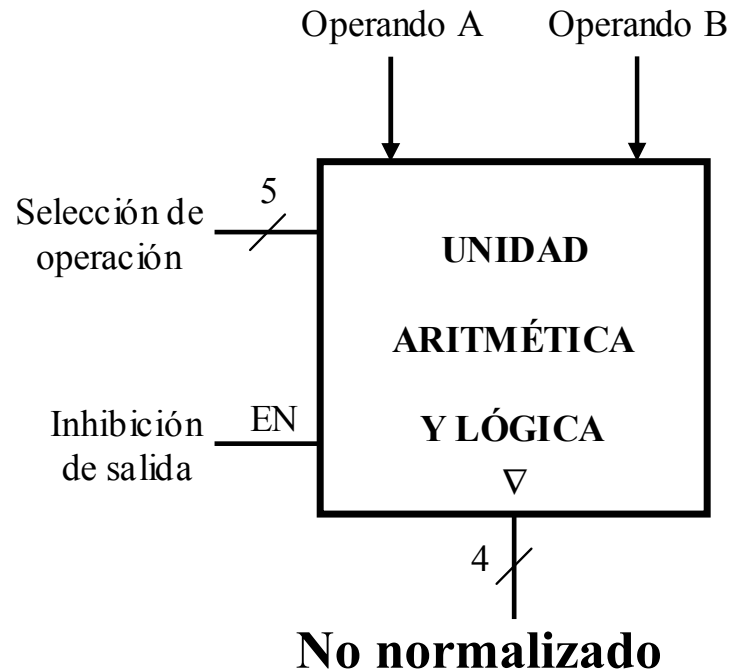 Operando A
Operando B
5
Selección de
operación
UNIDAD
ARITMÉTICA
Y LÓGICA
Inhibición
de salida
EN
∇
4
No normalizado